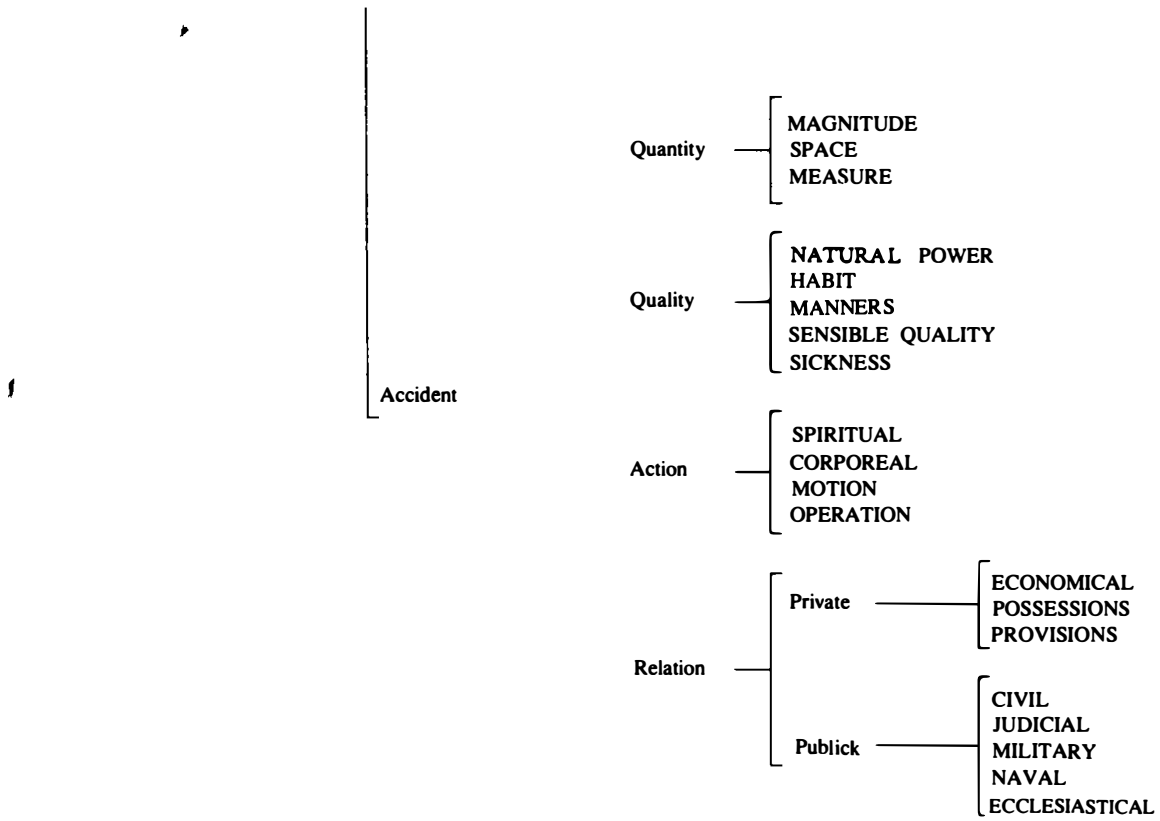 Quantity
MAGNITUDE
SPACE
MEASURE
Quality
NATURAL POWER
HABIT
MANNERS
SENSIBLE QUALITY
SICKNESS
Accident
Action
SPIRITUAL
CORPOREAL
MOTION
OPERATION
Relation
Private
ECONOMICAL
POSSESSIONS
PROVISIONS
Publick
CIVIL
JUDICIAL
MILITARY
NAVAL
ECCLESIASTICAL